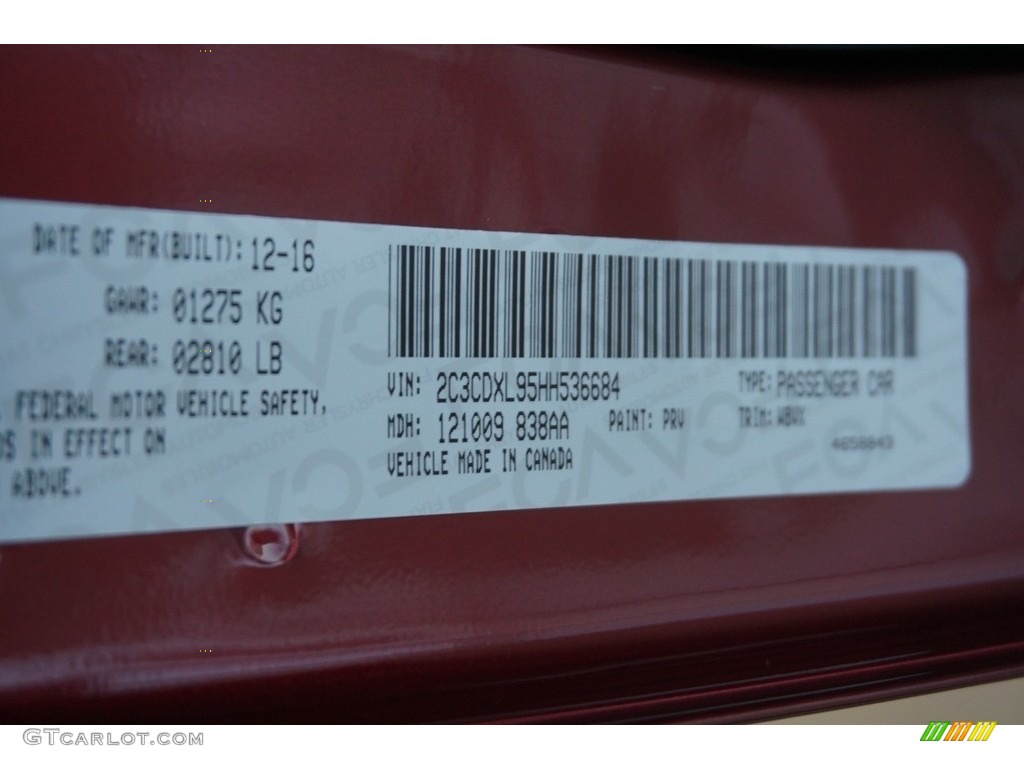 DATE OF MFR(BUILT): 12-16
GAWR: 01275 KG
REAR: 02810 LB
FEDERAL MOTOR VEHICLE SAFETY,
IN EFFECT ON
ABOVE.
VIN: 2C3CDXL95HH536684
TYPE: PASSENGER CAR
MDH: 121009 838AA
PAINT: PRV
TRIM:
VEHICLE MADE IN CANADA
4658843
GTCarlot.com